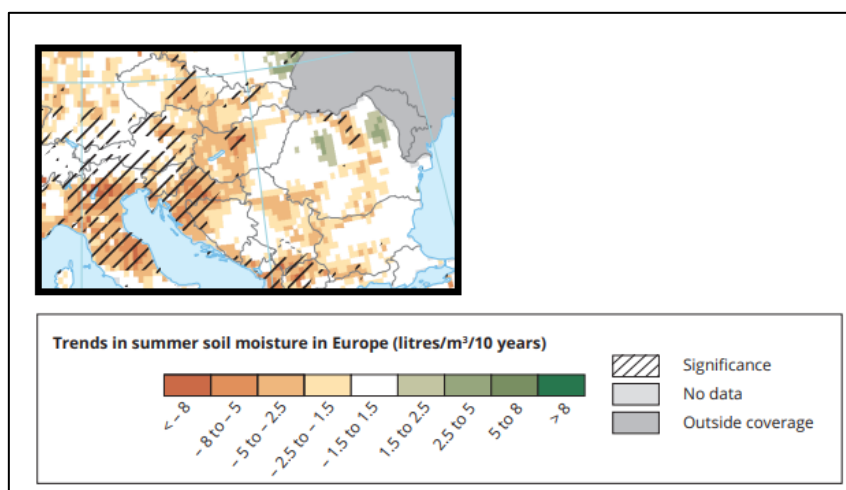 Trends in summer soil moisture in Europe (litres/m³/10 years)
< – 8
– 8 to – 5
– 5 to – 2.5
– 2.5 to – 1.5
– 1.5 to 1.5
1.5 to 2.5
2.5 to 5
5 to 8
> 8
Significance
No data
Outside coverage